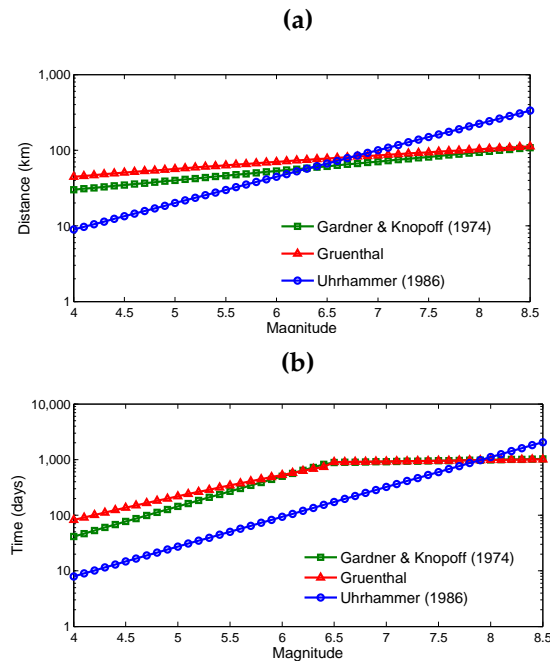 (a)
1,000
100
10
1
Distance (km)
4 4.5 5 5.5 6 6.5 7 7.5 8 8.5
Magnitude
Gardner & Knopoff (1974)
Gruenthal
Uhrhammer (1986)
(b)
10,000
1,000
100
10
1
Time (days)
4 4.5 5 5.5 6 6.5 7 7.5 8 8.5
Magnitude
Gardner & Knopoff (1974)
Gruenthal
Uhrhammer (1986)